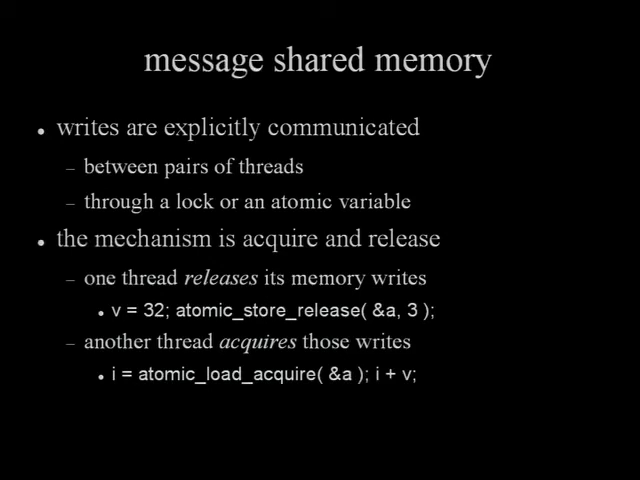 message shared memory
• writes are explicitly communicated
– between pairs of threads
– through a lock or an atomic variable
• the mechanism is acquire and release
– one thread releases its memory writes
• v = 32; atomic_store_release( &a, 3 );
– another thread acquires those writes
• i = atomic_load_acquire( &a ); i + v;